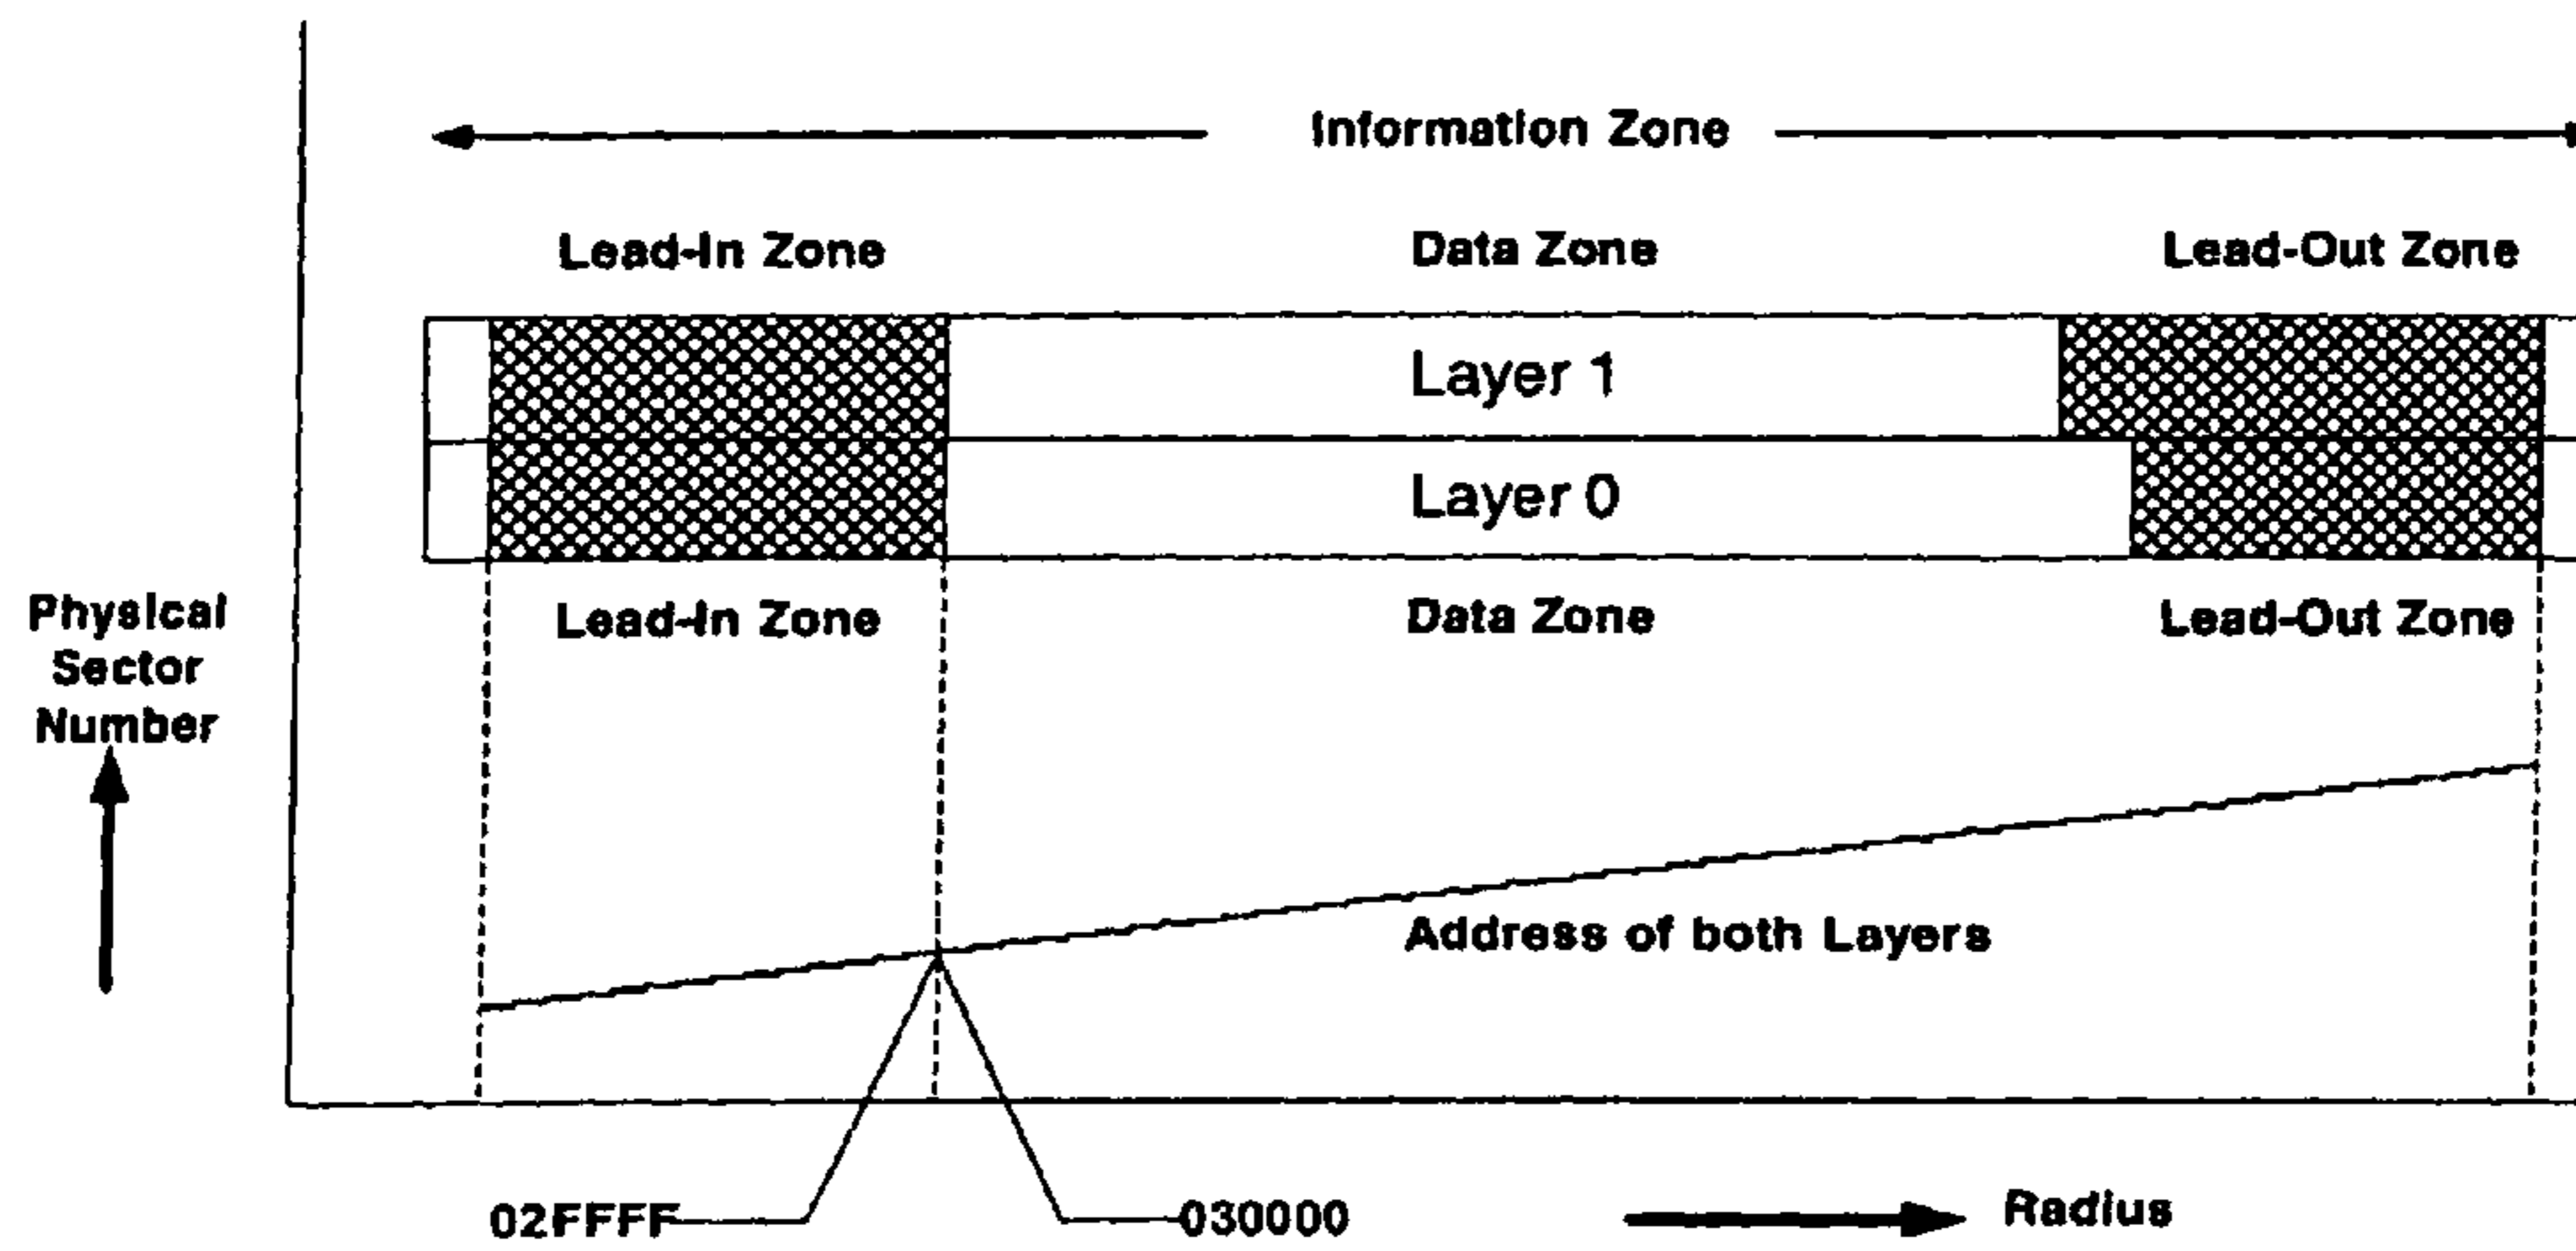 Information Zone
Lead-In Zone
Data Zone
Lead-Out Zone
Layer 1
Layer 0
Lead-In Zone
Data Zone
Lead-Out Zone
Physical
Sector
Number
Address of both Layers
02FFFF
030000
Radius